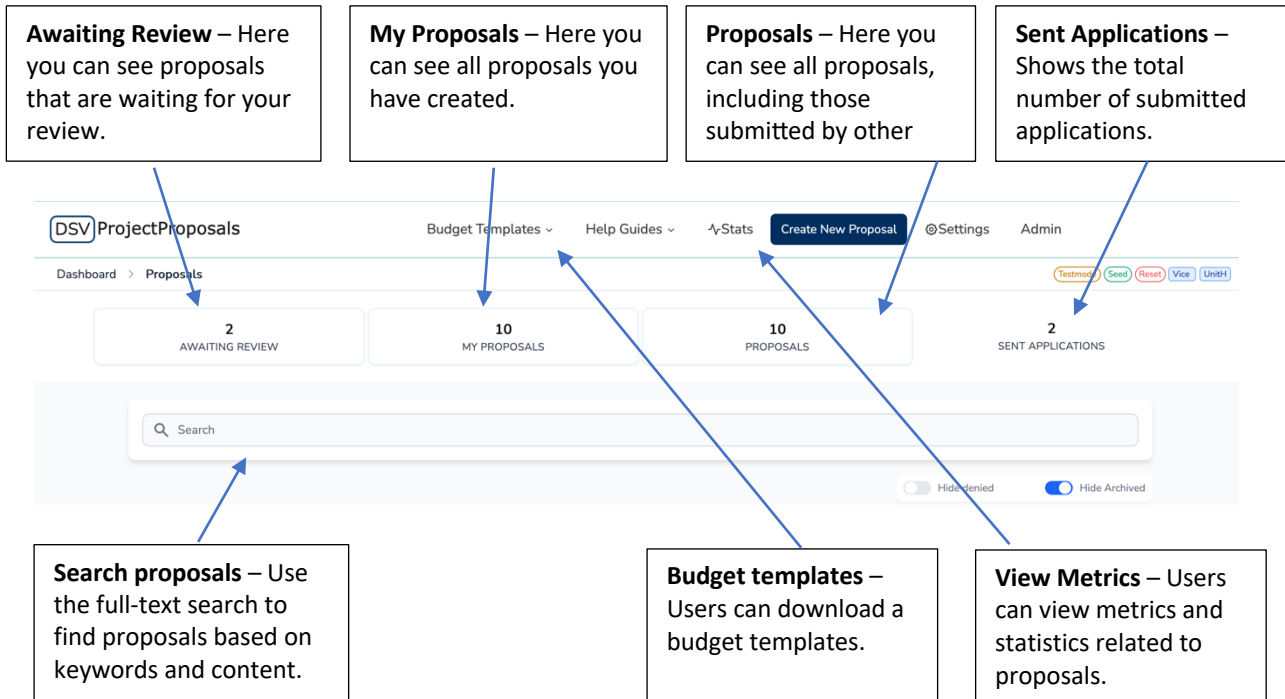 Awaiting Review – Here
you can see proposals
that are waiting for your
review.
My Proposals – Here you
can see all proposals you
have created.
Proposals – Here you
can see all proposals,
including those
submitted by other
Sent Applications –
Shows the total
number of submitted
applications.
DSV ProjectProposals
Budget Templates
Help Guides
Stats
Create New Proposal
Settings
Admin
Dashboard > Proposals
Testmode
Seed
Reset
Vice
UnitH
2
AWAITING REVIEW
10
MY PROPOSALS
10
PROPOSALS
2
SENT APPLICATIONS
Search
Hide denied
Hide Archived
Search proposals – Use
the full-text search to
find proposals based on
keywords and content.
Budget templates –
Users can download a
budget templates.
View Metrics – Users
can view metrics and
statistics related to
proposals.